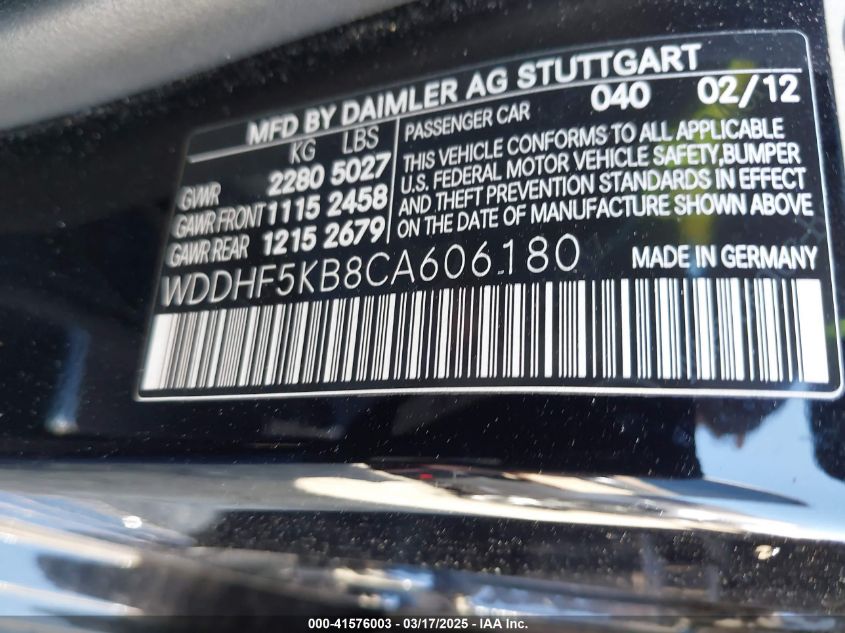 MFD BY DAIMLER AG STUTTGART
KG LBS
GVWR 2280 5027
GAWR FRONT 1115 2458
GAWR REAR 1215 2679
PASSENGER CAR 040 02/12
THIS VEHICLE CONFORMS TO ALL APPLICABLE
U.S. FEDERAL MOTOR VEHICLE SAFETY, BUMPER
AND THEFT PREVENTION STANDARDS IN EFFECT
ON THE DATE OF MANUFACTURE SHOWN ABOVE
WDDHF5KB8CA606180 MADE IN GERMANY
000-41576003 — 03/17/2025 — IAA Inc.